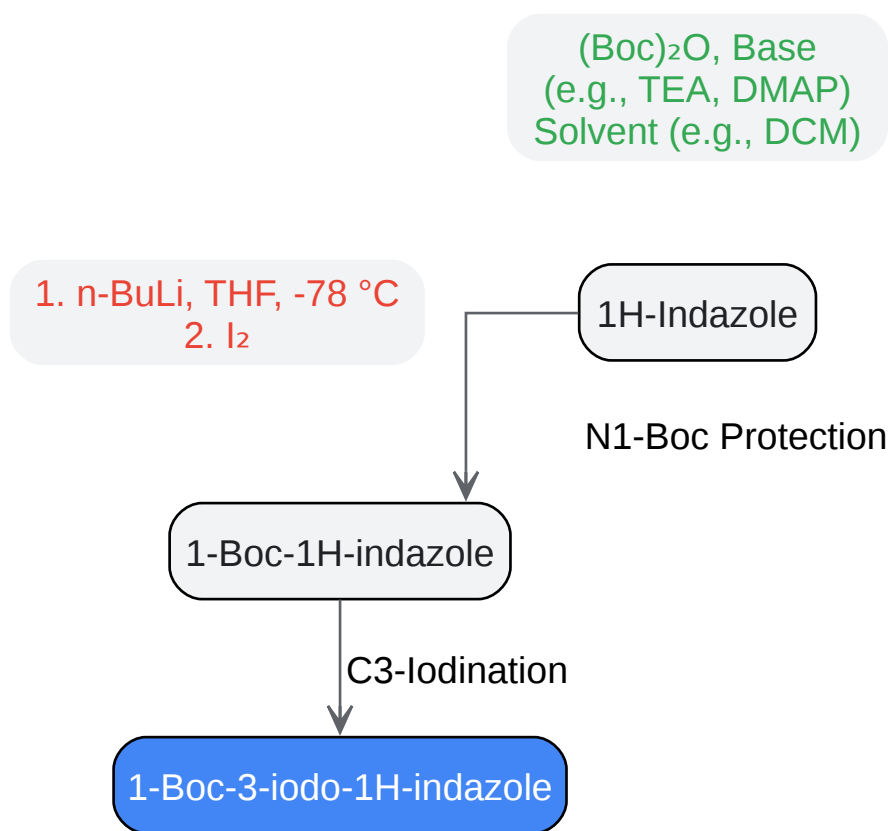 (Boc)₂O, Base
(e.g., TEA, DMAP)
Solvent (e.g., DCM)
1. n-BuLi, THF, -78 °C
2. I₂
1H-Indazole
N1-Boc Protection
1-Boc-1H-indazole
C3-Iodination
1-Boc-3-iodo-1H-indazole